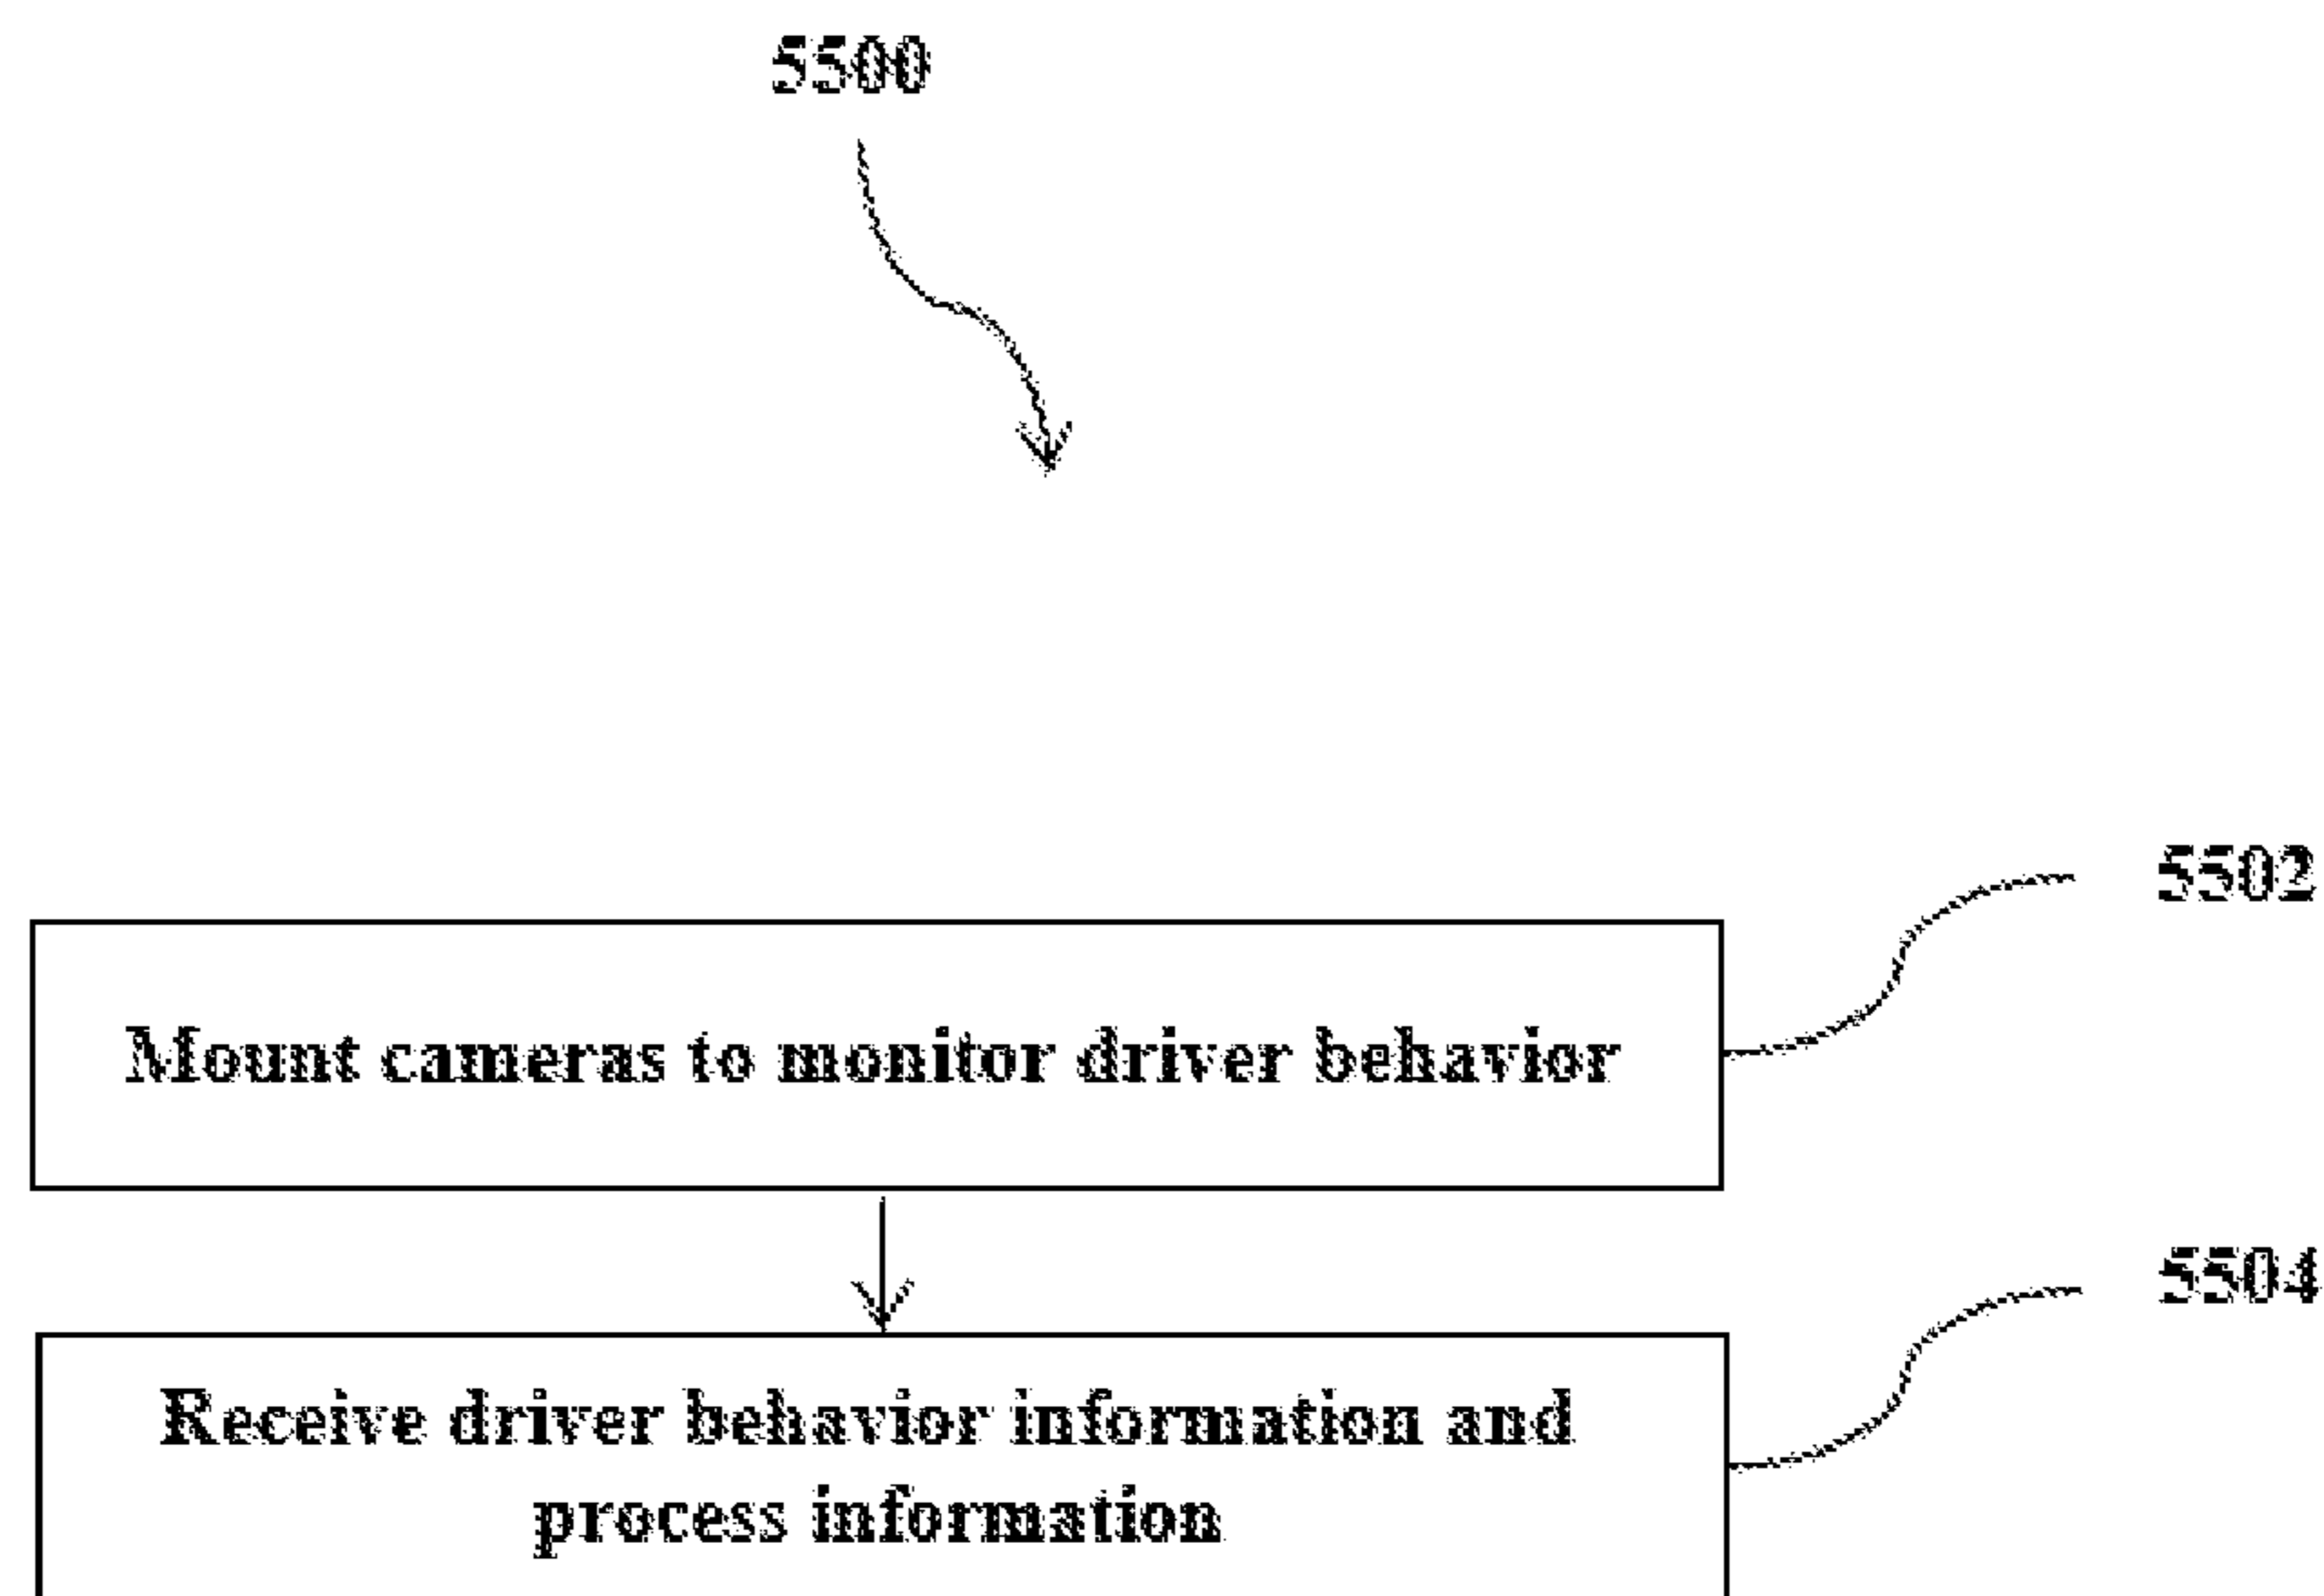 5500
5502
Mount cameras to monitor driver behavior
5504
Receive driver behavior information and
process information